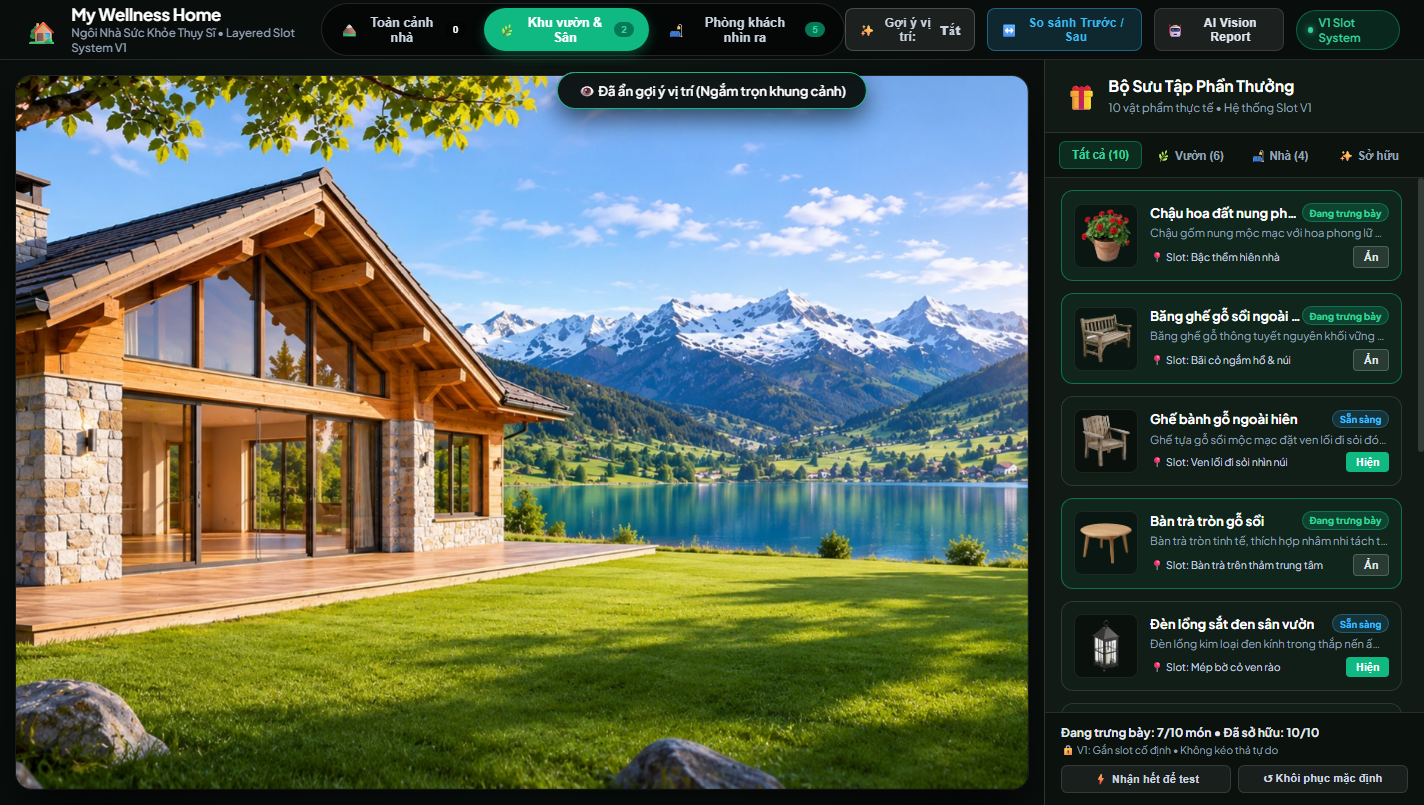 My Wellness Home
Ngôi Nhà Sức Khỏe Thụy Sĩ • Layered Slot
System V1
Toàn cảnh
nhà
0
Khu vườn &
Sân
2
Phòng khách
nhìn ra
5
Gợi ý vị
trí:
Tắt
So sánh Trước /
Sau
AI Vision
Report
V1 Slot
System
Đã ẩn gợi ý vị trí (Ngắm trọn khung cảnh)
Bộ Sưu Tập Phần Thưởng
10 vật phẩm thực tế • Hệ thống Slot V1
Tất cả (10)
Vườn (6)
Nhà (4)
Sở hữu
Chậu hoa đất nung ph...
Đang trưng bày
Chậu gốm nung mộc mạc với hoa phong lữ ...
Slot: Bậc thềm hiên nhà
Ẩn
Băng ghế gỗ sồi ngoài ...
Đang trưng bày
Băng ghế gỗ thông tuyết nguyên khối vững ...
Slot: Bãi cỏ ngắm hồ & núi
Ẩn
Ghế bành gỗ ngoài hiên
Sẵn sàng
Ghế tựa gỗ sồi mộc mạc đặt ven lối đi sỏi đó...
Slot: Ven lối đi sỏi nhìn núi
Hiện
Bàn trà tròn gỗ sồi
Đang trưng bày
Bàn trà tròn tinh tế, thích hợp nhâm nhi tách t...
Slot: Bàn trà trên thảm trung tâm
Ẩn
Đèn lồng sắt đen sân vườn
Sẵn sàng
Đèn lồng kim loại đen kính trong thắp nến ấ...
Slot: Mép bờ cỏ ven rào
Hiện
Đang trưng bày: 7/10 món • Đã sở hữu: 10/10
V1: Gắn slot cố định • Không kéo thả tự do
Nhận hết để test
↺ Khôi phục mặc định